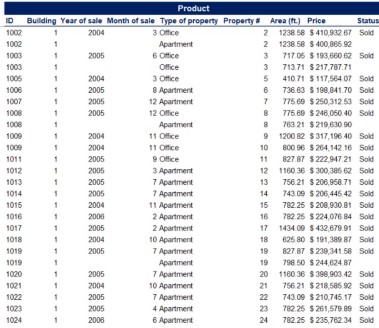 Product
ID Building Year of sale Month of sale Type of property Property # Area (ft.) Price Status
1002 1 2004 3 Office 2 1238.58 $ 410,932.67 Sold
1002 1 Apartment 2 1238.58 $ 400,865.92
1003 1 2005 6 Office 3 717.05 $ 193,660.62 Sold
1003 1 Office 3 713.71 $ 217,787.71
1005 1 2004 3 Office 5 410.71 $ 117,564.07 Sold
1006 1 2005 8 Apartment 6 736.63 $ 198,841.70 Sold
1007 1 2005 12 Apartment 7 775.69 $ 250,312.53 Sold
1008 1 2005 12 Office 8 775.69 $ 246,050.40 Sold
1008 1 Apartment 8 763.21 $ 219,630.90
1009 1 2004 11 Office 9 1200.82 $ 317,196.40 Sold
1009 1 2004 11 Office 10 800.96 $ 264,142.16 Sold
1011 1 2005 9 Office 11 827.87 $ 222,947.21 Sold
1012 1 2005 3 Apartment 12 1160.36 $ 300,385.62 Sold
1013 1 2005 7 Apartment 13 756.21 $ 206,958.71 Sold
1014 1 2005 7 Apartment 14 743.09 $ 206,445.42 Sold
1015 1 2004 11 Apartment 15 782.25 $ 208,930.81 Sold
1016 1 2006 2 Apartment 16 782.25 $ 224,076.84 Sold
1017 1 2005 2 Apartment 17 1434.09 $ 432,679.91 Sold
1018 1 2004 10 Apartment 18 625.80 $ 191,389.87 Sold
1019 1 2005 7 Apartment 19 827.87 $ 239,341.58 Sold
1019 1 Apartment 19 798.50 $ 244,624.87
1020 1 2005 7 Apartment 20 1160.36 $ 398,903.42 Sold
1021 1 2004 10 Apartment 21 756.21 $ 218,585.92 Sold
1022 1 2005 7 Apartment 22 743.09 $ 210,745.17 Sold
1023 1 2005 4 Apartment 23 782.25 $ 261,579.89 Sold
1024 1 2006 6 Apartment 24 782.25 $ 235,762.34 Sold